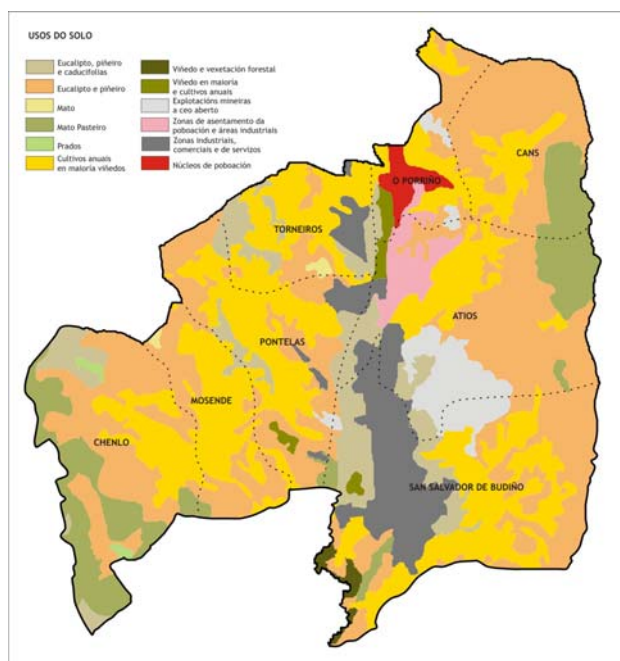 USOS DO SOLO
Eucalipto, piñeiro
e caducifolias
Eucalipto e piñeiro
Mato
Mato Pasteiro
Prados
Cultivos anuais
en maioria viñedos
Viñedo e vexetación forestal
Viñedo en maioria
e cultivos anuais
Explotacións mineiras
a ceo aberto
Zonas de asentamento da
poboación e áreas industriais
Zonas industriais,
comerciais e de servizos
Núcleos de poboación
CANS
O PORRIÑO
TORNEIROS
ATIOS
PONTELAS
MOSENDE
CHENLO
SAN SALVADOR DE BUDIÑO